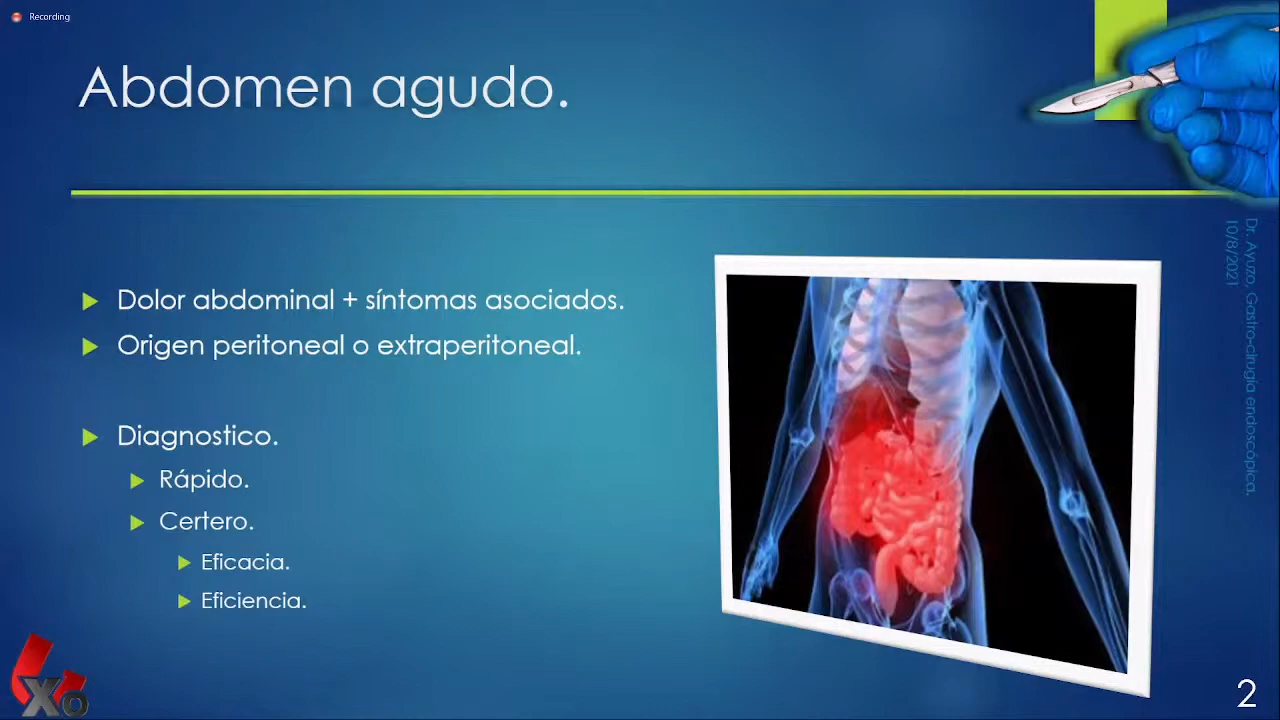 Recording
Abdomen agudo.
Dolor abdominal + síntomas asociados.
Origen peritoneal o extraperitoneal.
Diagnostico.
Rápido.
Certero.
Eficacia.
Eficiencia.
Dr. Ayuzo, Gastro-cirugía endoscópica.
10/8/2021
Xo
2